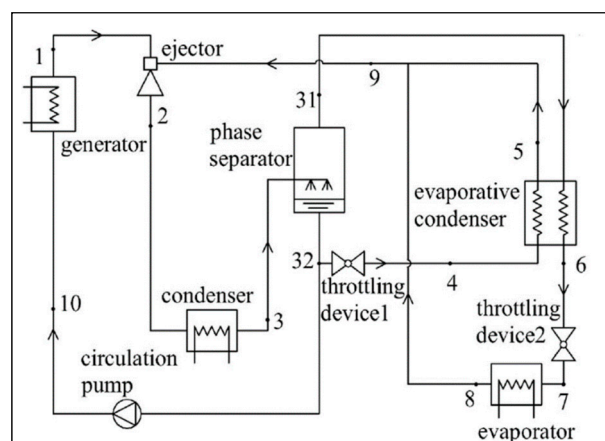 1
ejector
9
31
2
phase
separator
generator
5
evaporative
condenser
32
throttling
device1
4
6
10
condenser
3
throttling
device2
circulation
pump
8
7
evaporator